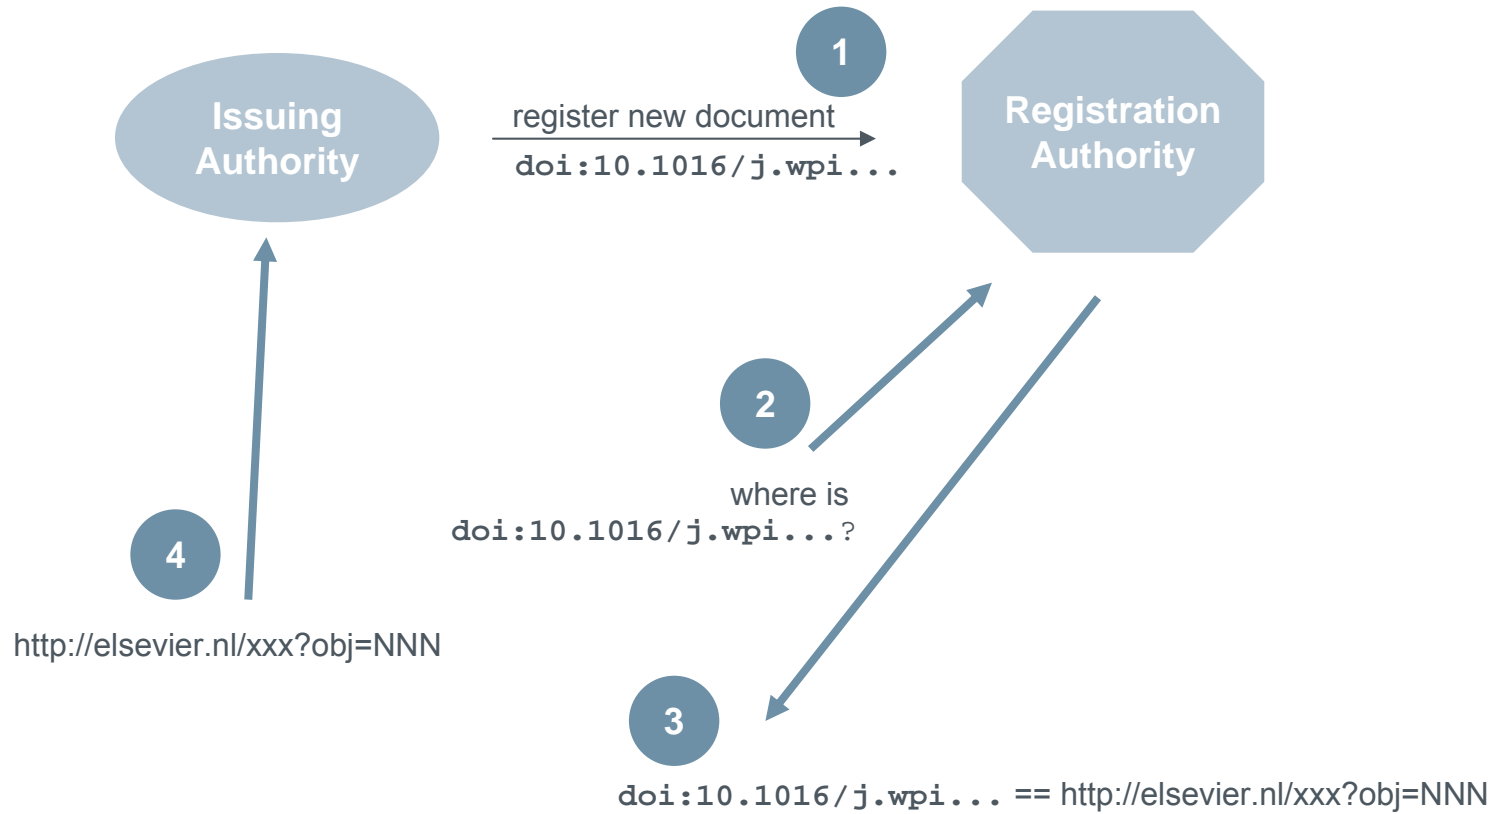 1
Issuing
Authority
register new document
doi:10.1016/j.wpi...
Registration
Authority
2
where is
doi:10.1016/j.wpi...?
4
http://elsevier.nl/xxx?obj=NNN
3
doi:10.1016/j.wpi... == http://elsevier.nl/xxx?obj=NNN